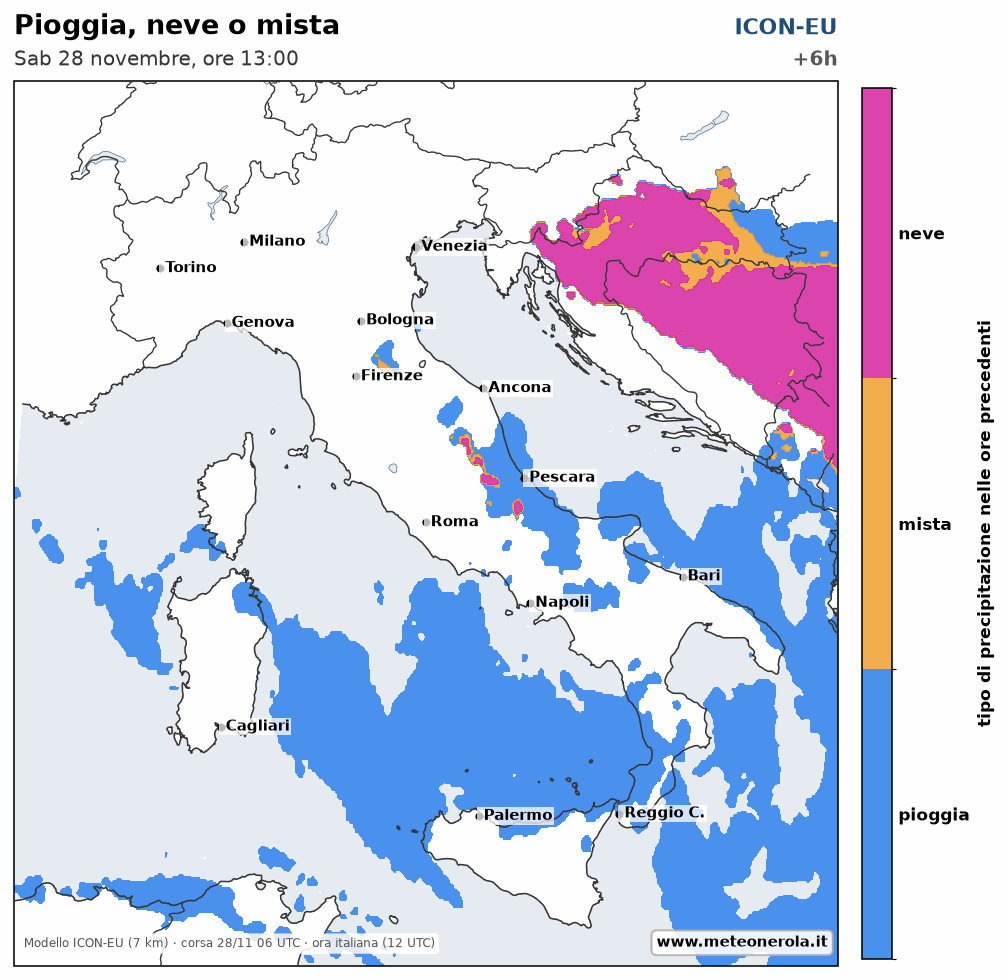 Pioggia, neve o mista
ICON-EU
Sab 28 novembre, ore 13:00
+6h
Milano
Venezia
Torino
Genova
Bologna
Firenze
Ancona
Pescara
Roma
Bari
Napoli
Cagliari
Palermo
Reggio C.
neve
mista
pioggia
tipo di precipitazione nelle ore precedenti
Modello ICON-EU (7 km) · corsa 28/11 06 UTC · ora italiana (12 UTC)
www.meteonerola.it